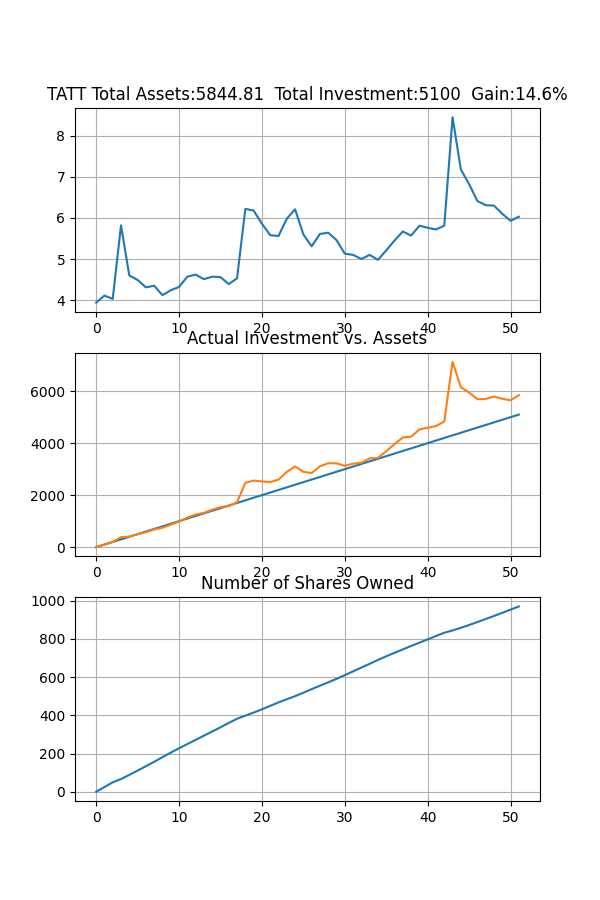 TATT Total Assets:5844.81  Total Investment:5100  Gain:14.6%
8
7
6
5
4
0 10 20 30 40 50
Actual Investment vs. Assets
6000
4000
2000
0
0 10 20 30 40 50
Number of Shares Owned
1000
800
600
400
200
0
0 10 20 30 40 50